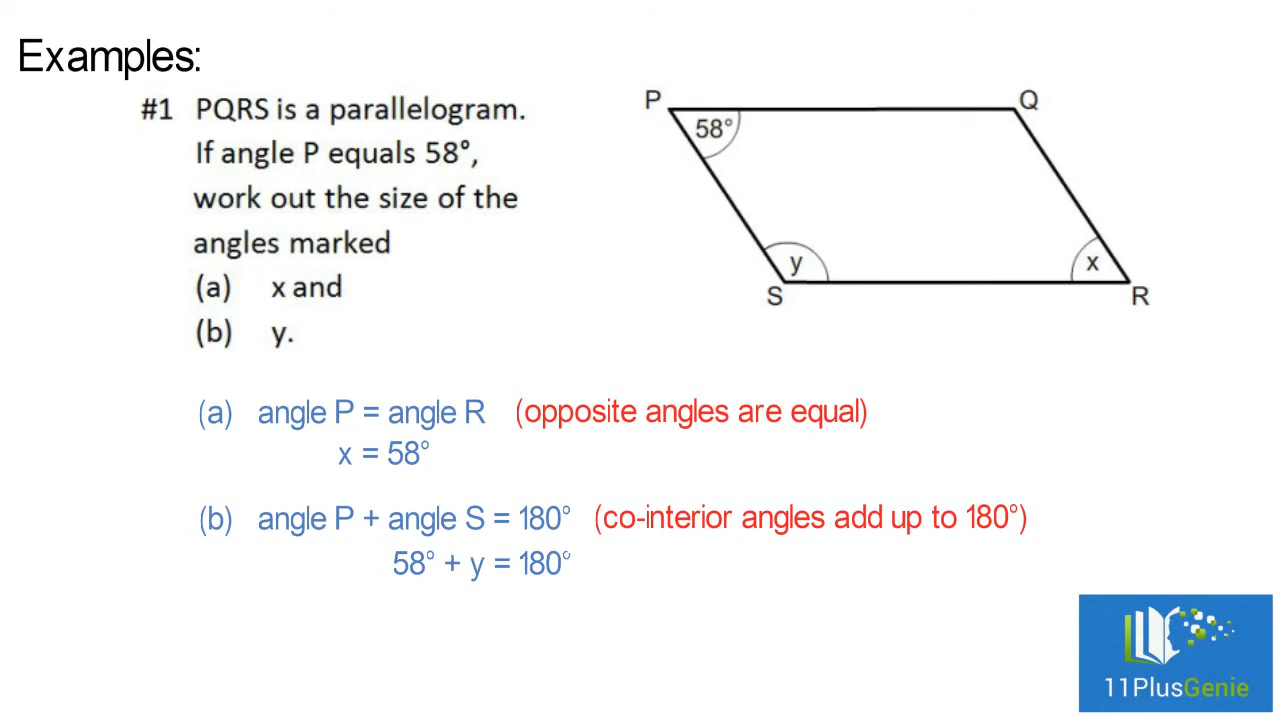 Examples:
#1 PQRS is a parallelogram.
If angle P equals 58°,
work out the size of the
angles marked
(a) x and
(b) y.
P
Q
58°
y
x
S
R
(a) angle P = angle R (opposite angles are equal)
x = 58°
(b) angle P + angle S = 180° (co-interior angles add up to 180°)
58° + y = 180°
11PlusGenie